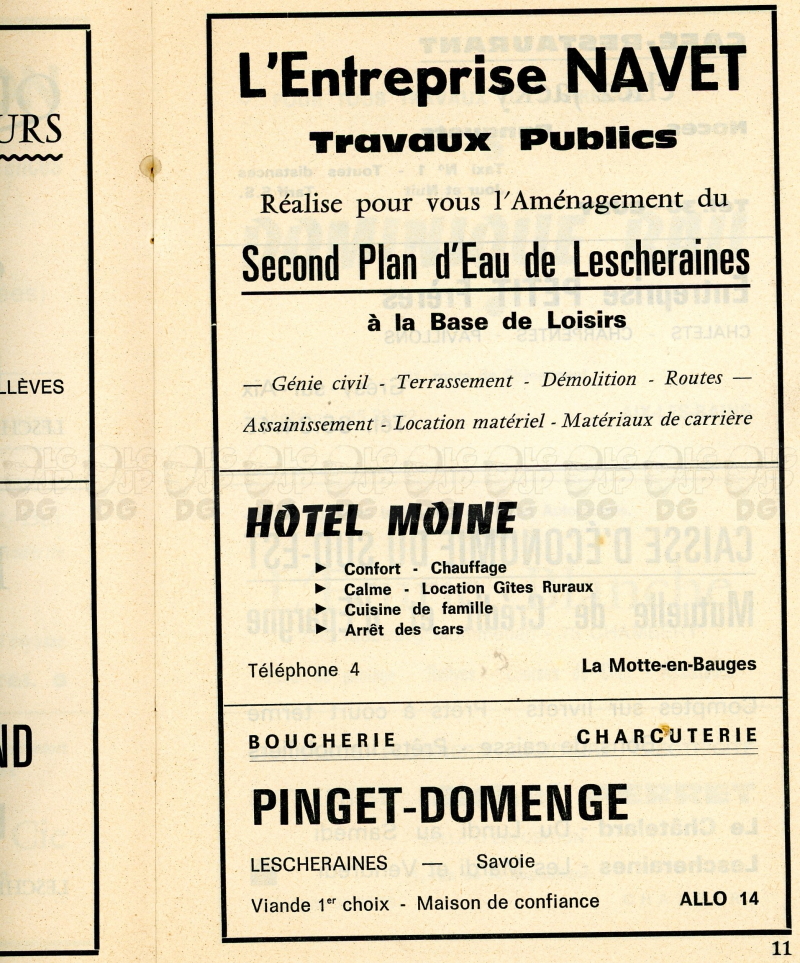 URS
LLÈVES
ND
L'Entreprise NAVET
Travaux Publics
Réalise pour vous l'Aménagement du
Second Plan d'Eau de Lescheraines
à la Base de Loisirs
— Génie civil - Terrassement - Démolition - Routes —
Assainissement - Location matériel - Matériaux de carrière
HOTEL MOINE
► Confort - Chauffage
► Calme - Location Gîtes Ruraux
► Cuisine de famille
► Arrêt des cars
Téléphone 4 La Motte-en-Bauges
BOUCHERIE CHARCUTERIE
PINGET-DOMENGE
LESCHERAINES — Savoie
Viande 1er choix - Maison de confiance ALLO 14
11